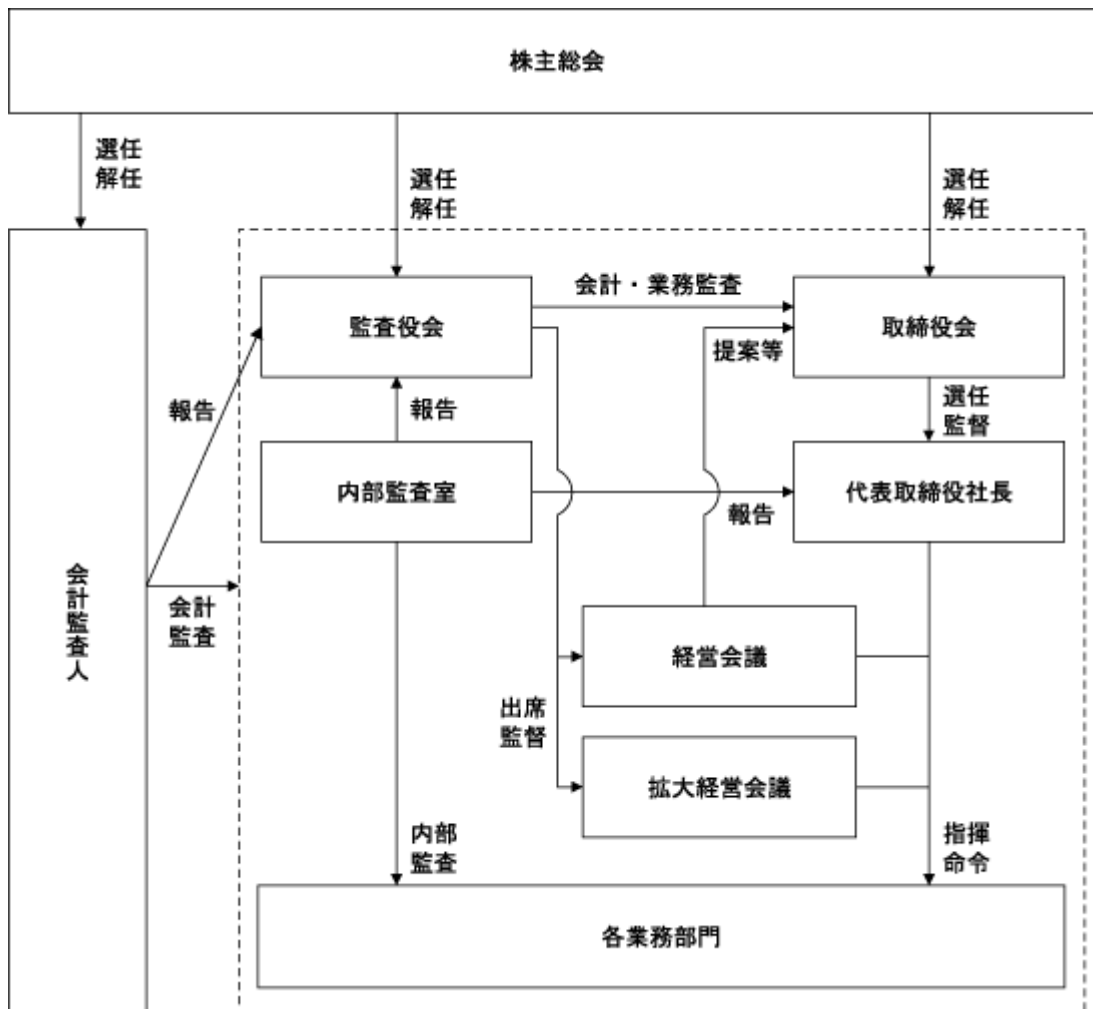 株主総会
選任
解任
選任
解任
選任
解任
監査役会
会計・業務監査
取締役会
提案等
報告
報告
選任
監督
内部監査室
報告
代表取締役社長
会計監査人
会計
監査
経営会議
出席
監督
拡大経営会議
内部
監査
指揮
命令
各業務部門